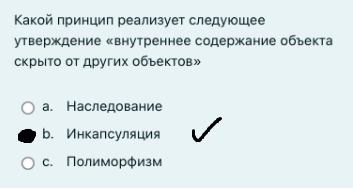 Какой принцип реализует следующее
утверждение «внутреннее содержание объекта
скрыто от других объектов»
a. Наследование
b. Инкапсуляция
c. Полиморфизм